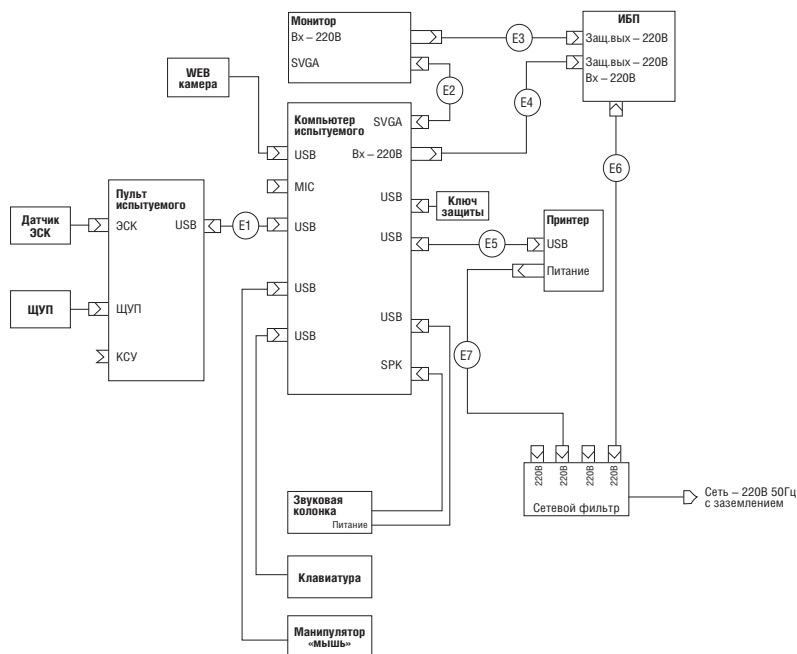 Монитор
Вх – 220В
SVGA
E3
ИБП
Защ.вых – 220В
Защ.вых – 220В
Вх – 220В
WEB
камера
E2
E4
Компьютер
испытуемого
SVGA
USB
Вх – 220В
MIC
USB
Ключ
защиты
USB
USB
E6
Пульт
испытуемого
Датчик
ЭСК
ЭСК
USB
E1
E5
Принтер
USB
Питание
ЩУП
ЩУП
USB
USB
USB
КСУ
SPK
E7
220В
220В
220В
220В
Сетевой фильтр
Сеть – 220В 50Гц
с заземлением
Звуковая
колонка
Питание
Клавиатура
Манипулятор
«мышь»